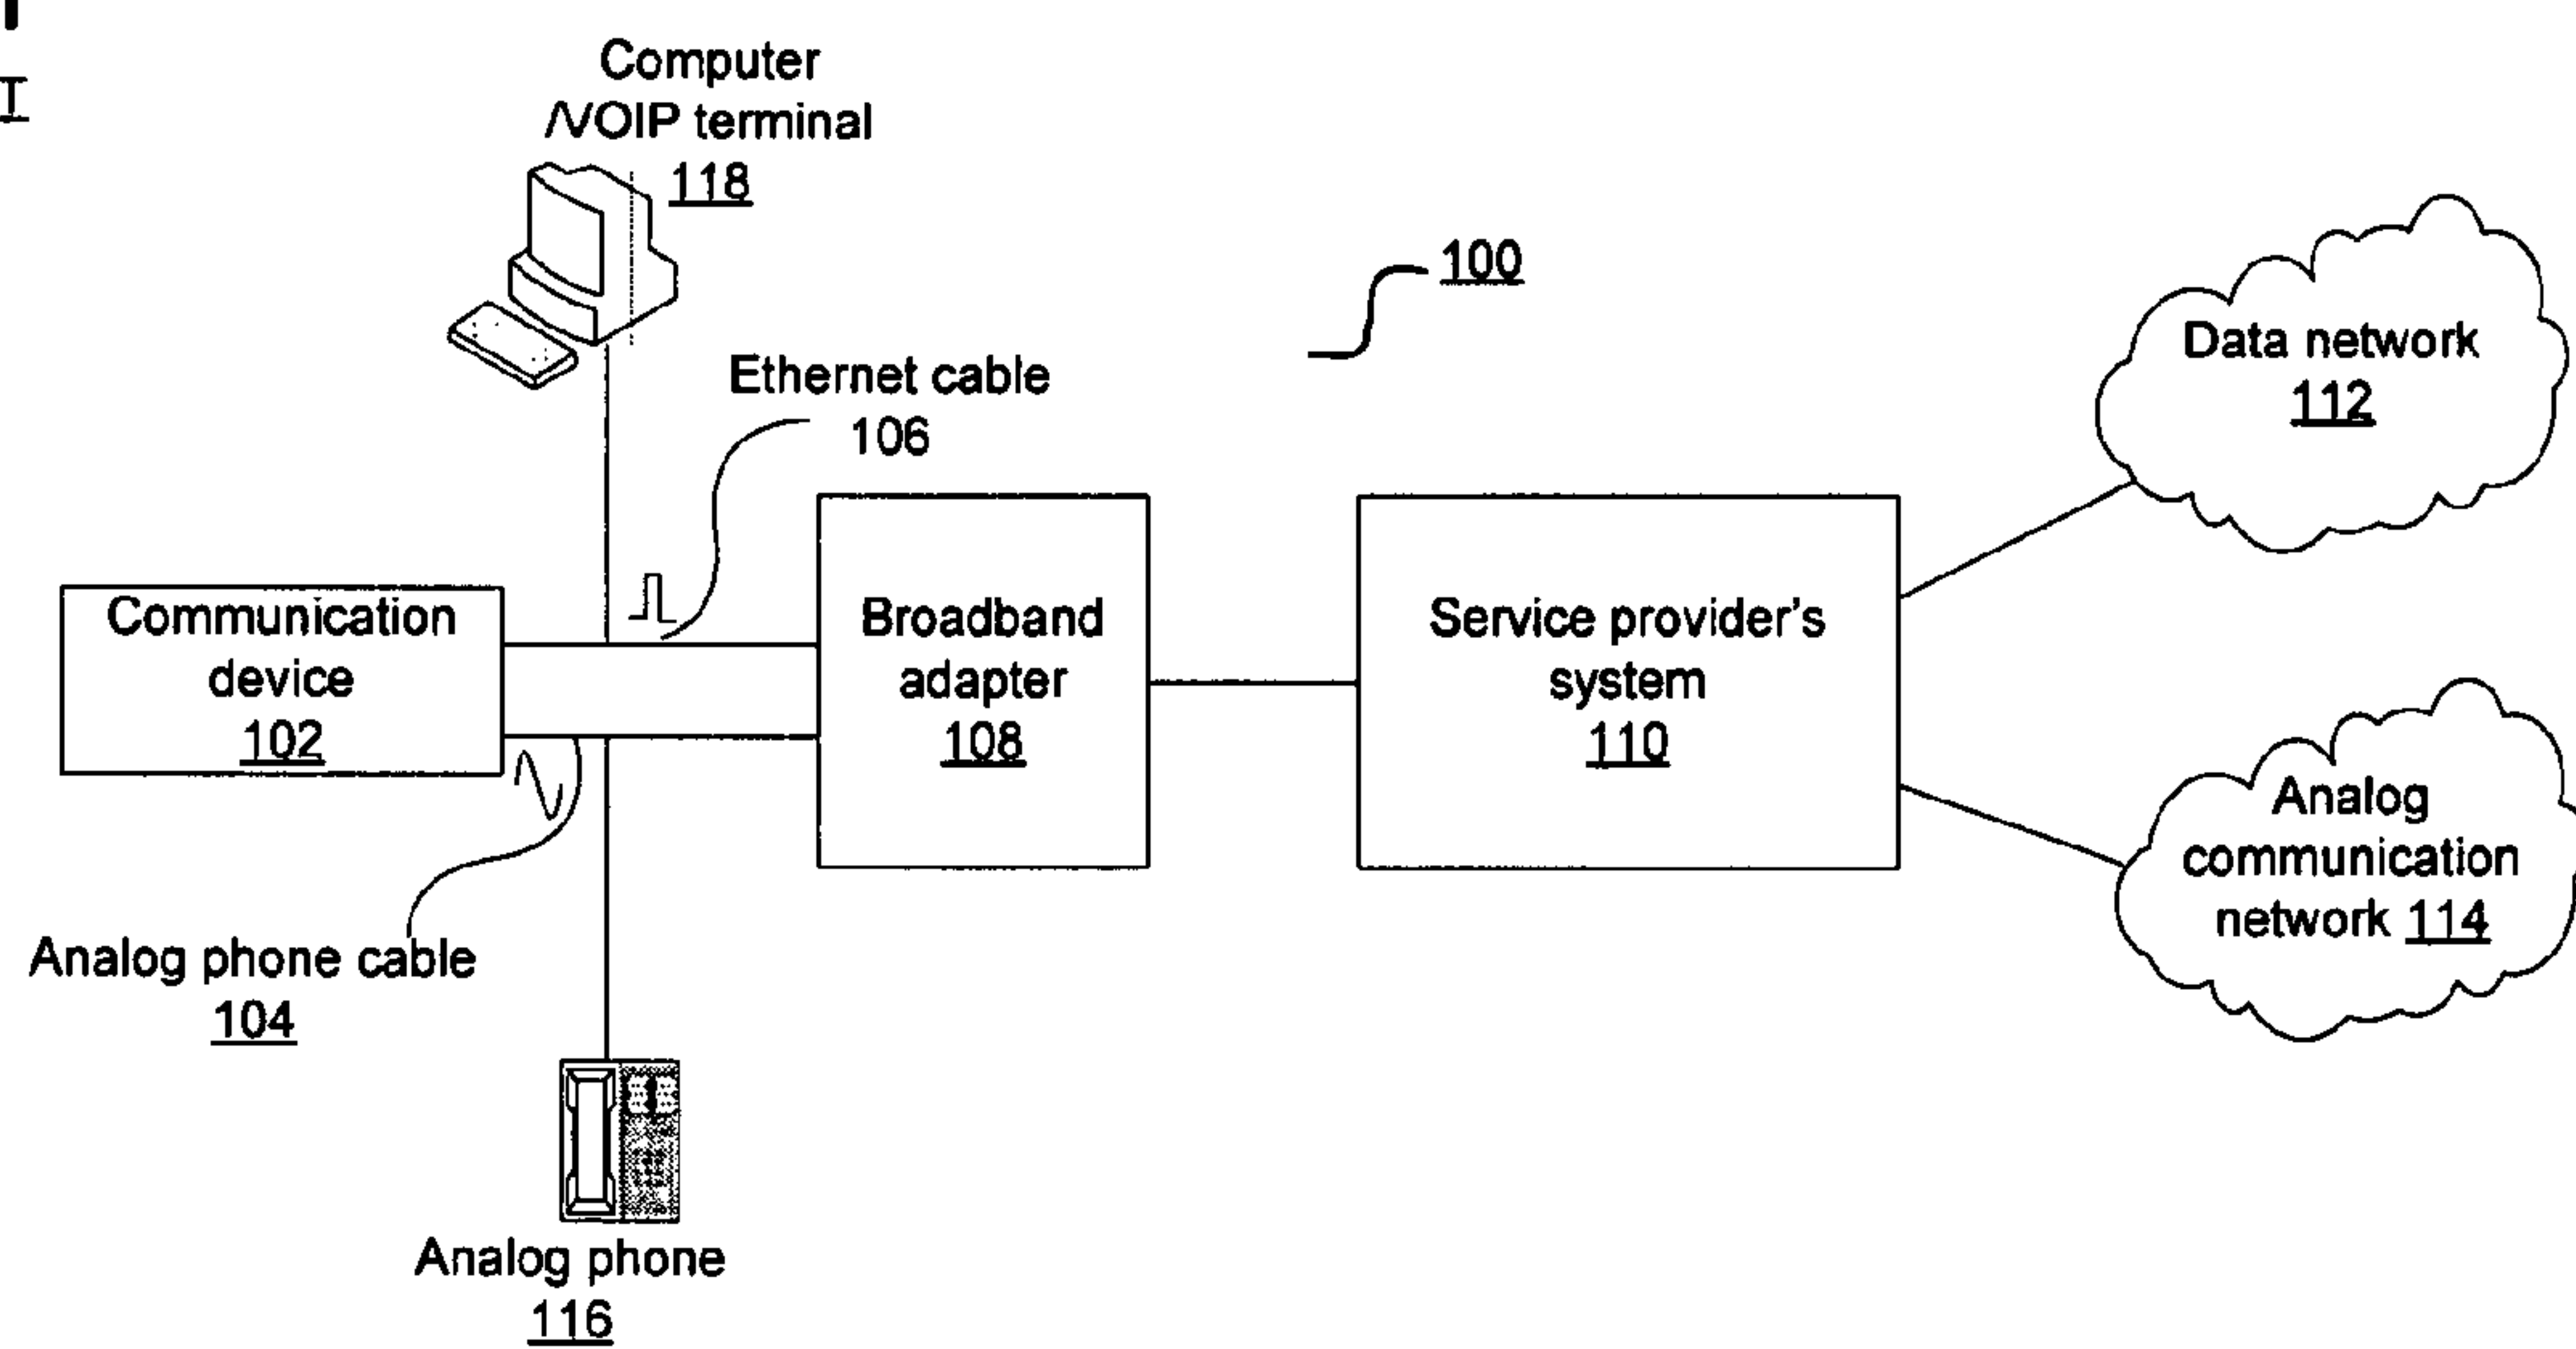 Computer
/VOIP terminal
118
100
Ethernet cable
106
Data network
112
Communication
device
102
Broadband
adapter
108
Service provider's
system
110
Analog
communication
network 114
Analog phone cable
104
Analog phone
116